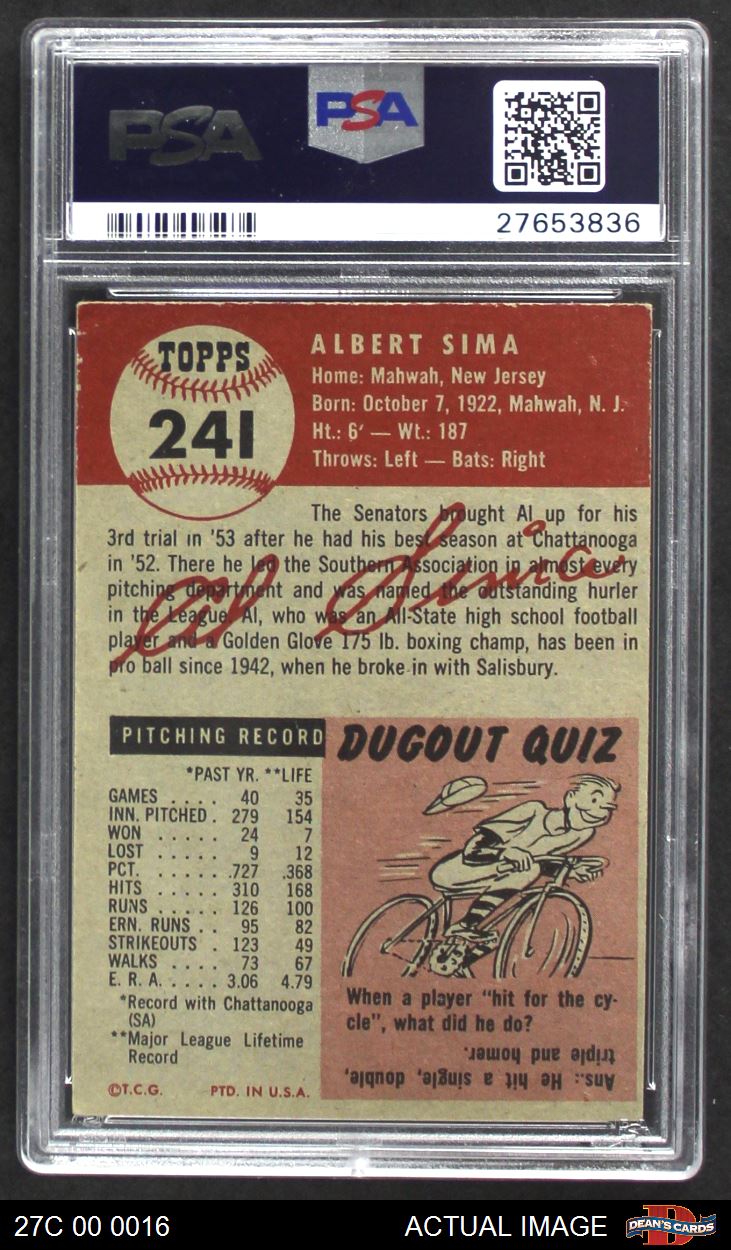 PSA
PSA
27653836
TOPPS
241
ALBERT SIMA
Home: Mahwah, New Jersey
Born: October 7, 1922, Mahwah, N. J.
Ht.: 6′ — Wt.: 187
Throws: Left — Bats: Right
The Senators brought Al up for his
3rd trial in '53 after he had his best season at Chattanooga
in '52. There he led the Southern Association in almost every
pitching department and was named the outstanding hurler
in the League. Al, who was an All-State high school football
player and a Golden Glove 175 lb. boxing champ, has been in
pro ball since 1942, when he broke in with Salisbury.
Al Sima
PITCHING RECORD
*PAST YR. **LIFE
GAMES .... 40 35
INN. PITCHED . 279 154
WON ..... 24 7
LOST ..... 9 12
PCT. ..... .727 .368
HITS ..... 310 168
RUNS ..... 126 100
ERN. RUNS .. 95 82
STRIKEOUTS . 123 49
WALKS .... 73 67
E. R. A. .... 3.06 4.79
*Record with Chattanooga
(SA)
**Major League Lifetime
Record
©T.C.G. PTD. IN U.S.A.
DUGOUT QUIZ
When a player "hit for the cy-
cle", what did he do?
Ans.: He hit a single, double,
triple and homer.
27C 00 0016 ACTUAL IMAGE
D
DEAN'S CARDS